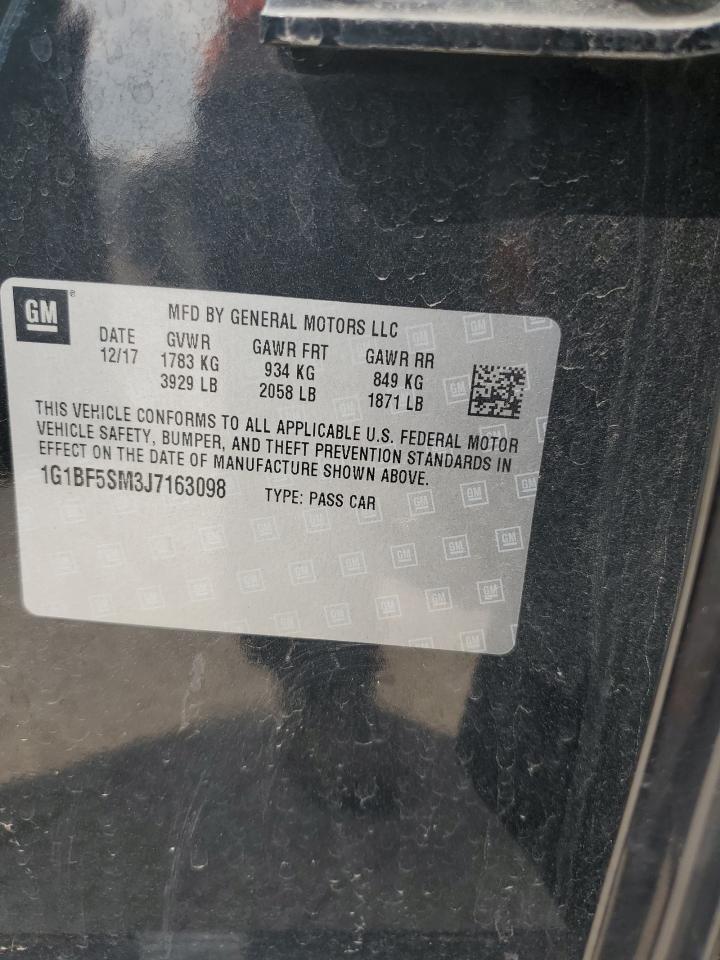 GM ®
MFD BY GENERAL MOTORS LLC
DATE GVWR GAWR FRT GAWR RR
12/17 1783 KG 934 KG 849 KG
3929 LB 2058 LB 1871 LB
THIS VEHICLE CONFORMS TO ALL APPLICABLE U.S. FEDERAL MOTOR
VEHICLE SAFETY, BUMPER, AND THEFT PREVENTION STANDARDS IN
EFFECT ON THE DATE OF MANUFACTURE SHOWN ABOVE.
1G1BF5SM3J7163098 TYPE: PASS CAR